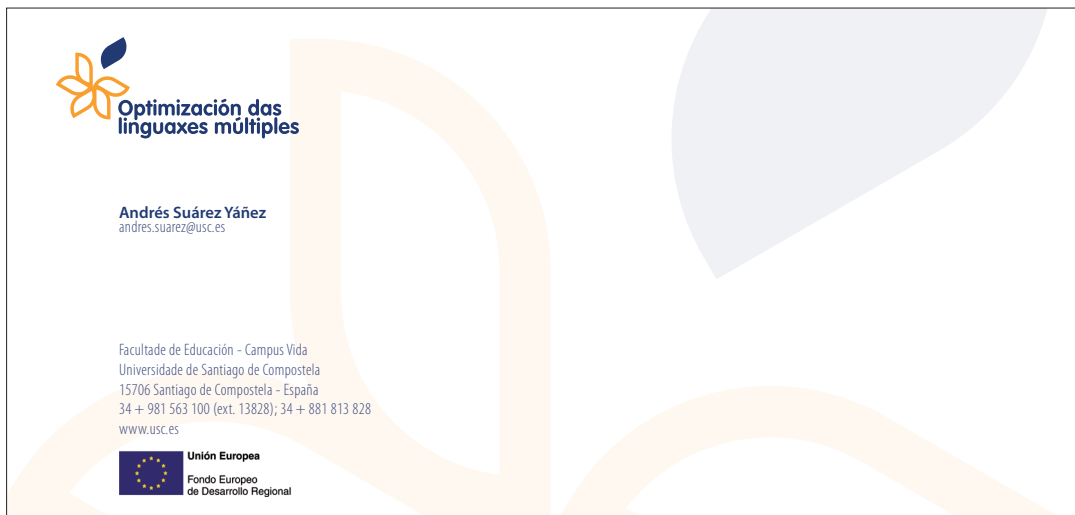 Optimización das
linguaxes múltiples
Andrés Suárez Yáñez
andres.suarez@usc.es
Facultade de Educación - Campus Vida
Universidade de Santiago de Compostela
15706 Santiago de Compostela - España
34 + 981 563 100 (ext. 13828); 34 + 881 813 828
www.usc.es
Unión Europea
Fondo Europeo
de Desarrollo Regional